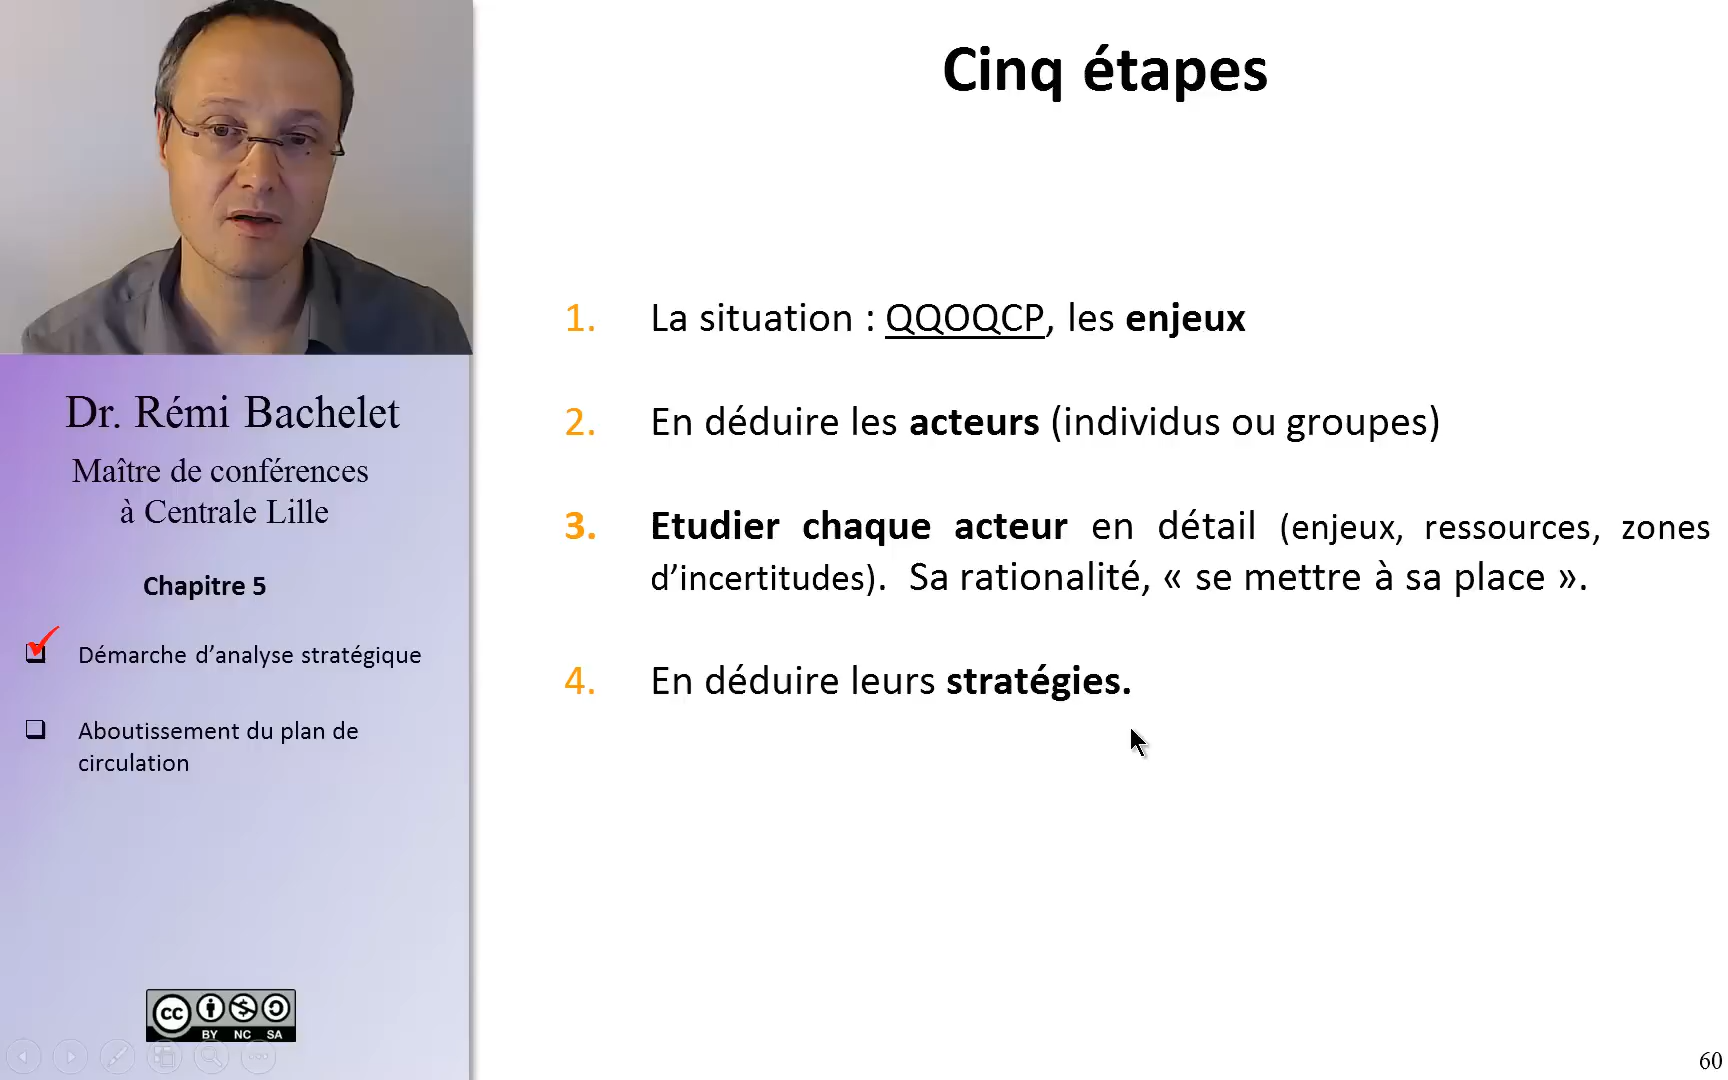 Cinq étapes
1. La situation : QQOQCP, les enjeux
2. En déduire les acteurs (individus ou groupes)
3. Etudier chaque acteur en détail (enjeux, ressources, zones
d’incertitudes). Sa rationalité, « se mettre à sa place ».
4. En déduire leurs stratégies.
Dr. Rémi Bachelet
Maître de conférences
à Centrale Lille
Chapitre 5
Démarche d’analyse stratégique
Aboutissement du plan de
circulation
cc
BY NC SA
60